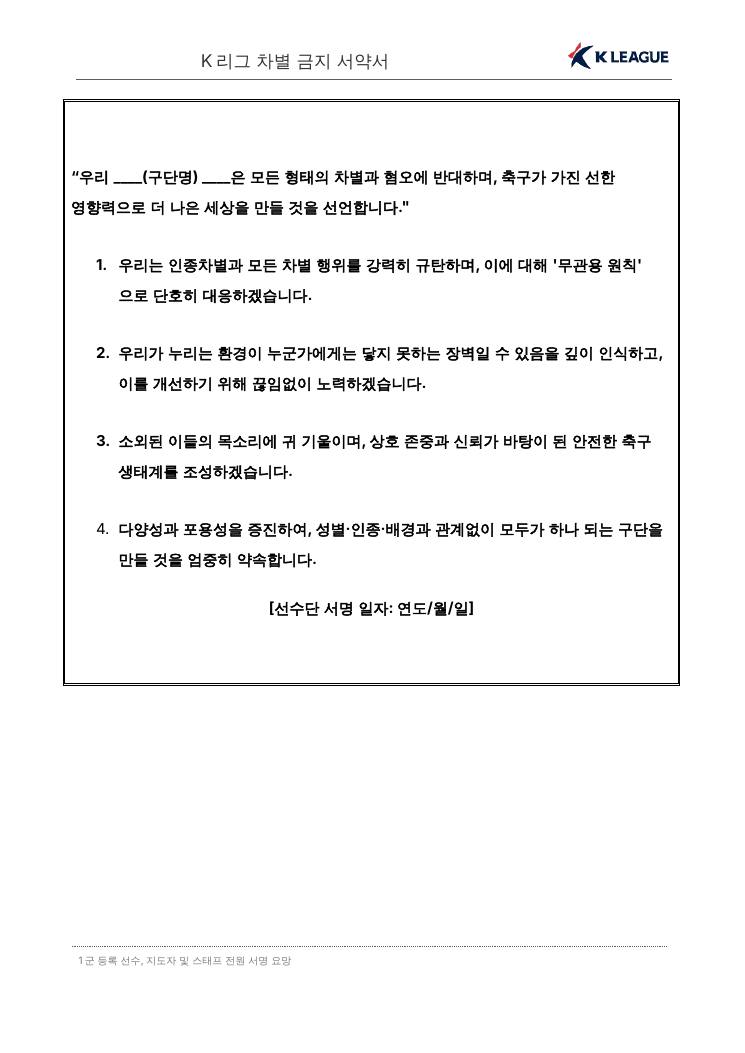 K리그 차별 금지 서약서
K LEAGUE
“우리 ____(구단명) ____은 모든 형태의 차별과 혐오에 반대하며, 축구가 가진 선한
영향력으로 더 나은 세상을 만들 것을 선언합니다."
1. 우리는 인종차별과 모든 차별 행위를 강력히 규탄하며, 이에 대해 '무관용 원칙'
으로 단호히 대응하겠습니다.
2. 우리가 누리는 환경이 누군가에게는 닿지 못하는 장벽일 수 있음을 깊이 인식하고,
이를 개선하기 위해 끊임없이 노력하겠습니다.
3. 소외된 이들의 목소리에 귀 기울이며, 상호 존중과 신뢰가 바탕이 된 안전한 축구
생태계를 조성하겠습니다.
4. 다양성과 포용성을 증진하여, 성별·인종·배경과 관계없이 모두가 하나 되는 구단을
만들 것을 엄중히 약속합니다.
[선수단 서명 일자: 연도/월/일]
1군 등록 선수, 지도자 및 스태프 전원 서명 요망